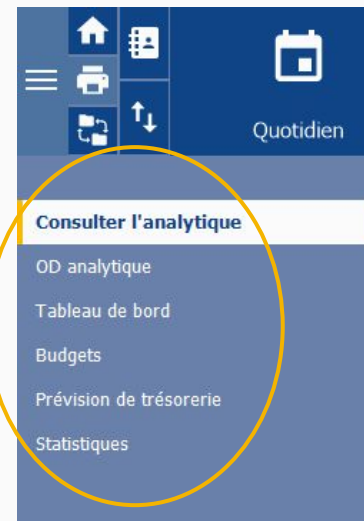 Quotidien
Consulter l'analytique
OD analytique
Tableau de bord
Budgets
Prévision de trésorerie
Statistiques